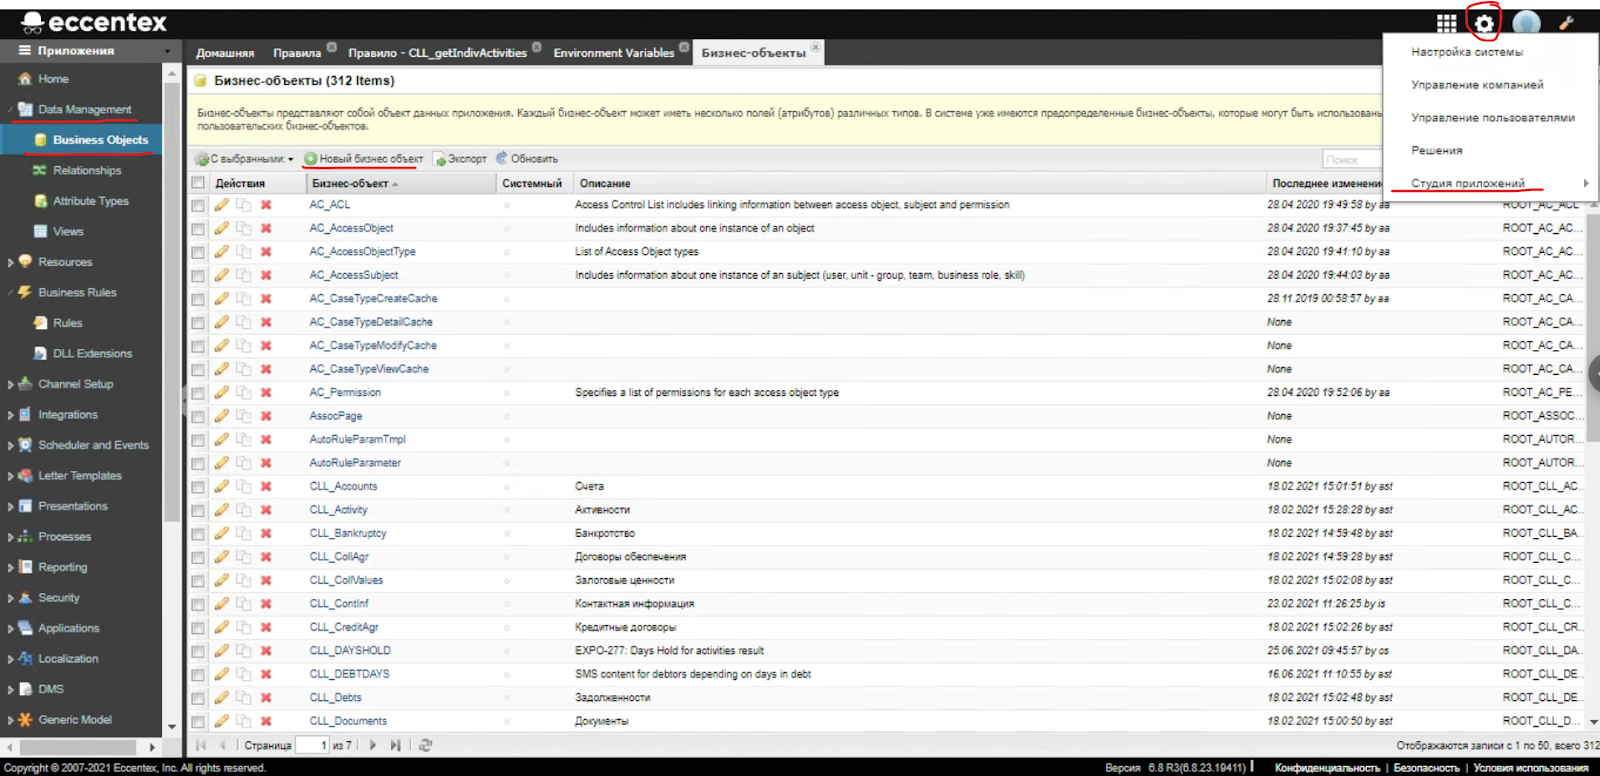 eccentex
Приложения
Домашняя Правила Правило - CLL_getIndivActivities Environment Variables Бизнес-объекты
Настройка системы
Управление компанией
Управление пользователями
Решения
Студия приложений
Home
Data Management
Business Objects
Relationships
Attribute Types
Views
Resources
Business Rules
Rules
DLL Extensions
Channel Setup
Integrations
Scheduler and Events
Letter Templates
Presentations
Processes
Reporting
Security
Applications
Localization
DMS
Generic Model
Бизнес-объекты (312 Items)
Бизнес-объекты представляют собой объект данных приложения. Каждый бизнес-объект может иметь несколько полей (атрибутов) различных типов. В системе уже имеются предопределенные бизнес-объекты, которые могут быть использованы
пользовательских бизнес-объектов.
С выбранными: Новый бизнес объект Экспорт Обновить Поиск
Действия Бизнес-объект Системный Описание Последнее изменение
AC_ACL Access Control List includes linking information between access object, subject and permission 28.04.2020 19:49:58 by aa ROOT_AC_ACL
AC_AccessObject Includes information about one instance of an object 28.04.2020 19:37:45 by aa ROOT_AC_AC...
AC_AccessObjectType List of Access Object types 28.04.2020 19:41:10 by aa ROOT_AC_AC...
AC_AccessSubject Includes information about one instance of an subject (user, unit - group, team, business role, skill) 28.04.2020 19:44:03 by aa ROOT_AC_AC...
AC_CaseTypeCreateCache 28.11.2019 00:58:57 by aa ROOT_AC_CA...
AC_CaseTypeDetailCache None ROOT_AC_CA...
AC_CaseTypeModifyCache None ROOT_AC_CA...
AC_CaseTypeViewCache None ROOT_AC_CA...
AC_Permission Specifies a list of permissions for each access object type 28.04.2020 19:52:06 by aa ROOT_AC_PE...
AssocPage None ROOT_ASSOC...
AutoRuleParamTmpl None ROOT_AUTOR...
AutoRuleParameter None ROOT_AUTOR...
CLL_Accounts Счета 18.02.2021 15:01:51 by ast ROOT_CLL_AC...
CLL_Activity Активности 18.02.2021 15:28:28 by ast ROOT_CLL_AC...
CLL_Bankruptcy Банкротство 18.02.2021 14:59:48 by ast ROOT_CLL_BA...
CLL_CollAgr Договоры обеспечения 18.02.2021 14:59:28 by ast ROOT_CLL_C...
CLL_CollValues Залоговые ценности 18.02.2021 15:02:08 by ast ROOT_CLL_C...
CLL_ContInf Контактная информация 23.02.2021 11:26:25 by is ROOT_CLL_C...
CLL_CreditAgr Кредитные договоры 18.02.2021 15:02:26 by ast ROOT_CLL_CR...
CLL_DAYSHOLD EXPO-277: Days Hold for activities result 25.06.2021 09:45:57 by cs ROOT_CLL_DA...
CLL_DEBTDAYS SMS content for debtors depending on days in debt 16.06.2021 11:10:55 by ast ROOT_CLL_DE...
CLL_Debts Задолженности 18.02.2021 15:02:48 by ast ROOT_CLL_DE...
CLL_Documents Документы 18.02.2021 15:00:50 by ast ROOT_CLL_D...
Страница 1 из 7 Отображаются записи с 1 по 50, всего 312
Copyright © 2007-2021 Eccentex, Inc. All rights reserved. Версия 6.8 R3(6.8.23.19411) Конфиденциальность | Безопасность | Условия использования